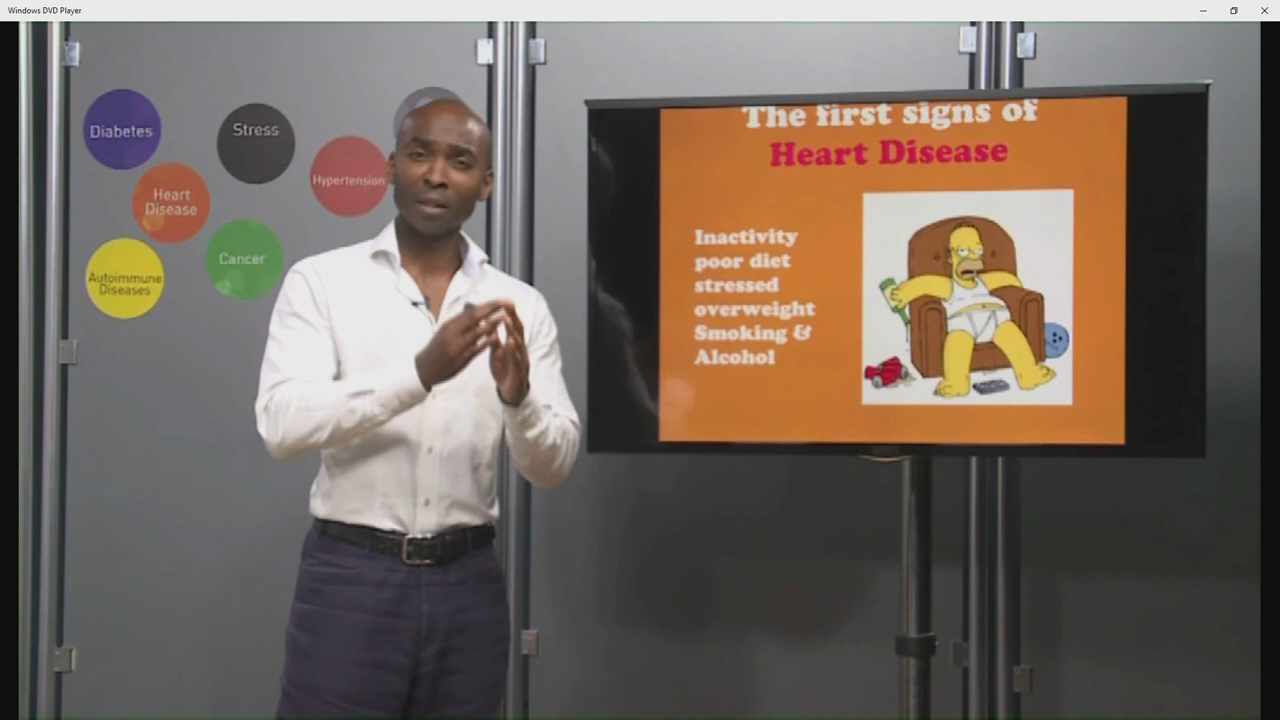 Windows DVD Player
Diabetes
Stress
Hypertension
Heart
Disease
Cancer
Autoimmune
Diseases
The first signs of
Heart Disease
Inactivity
poor diet
stressed
overweight
Smoking &
Alcohol